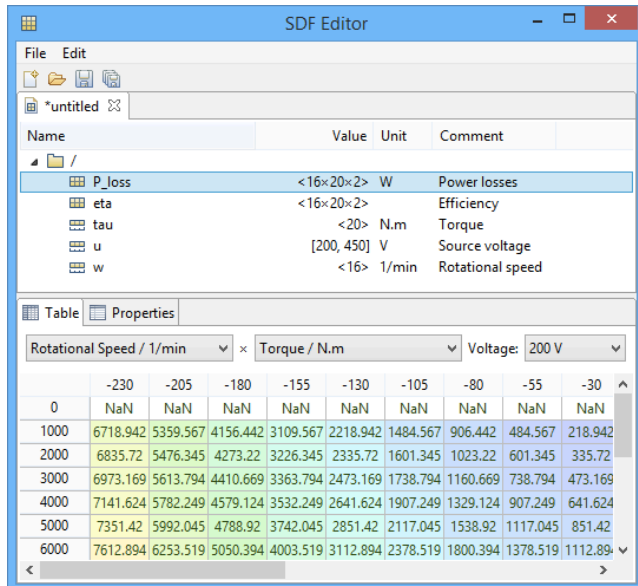 SDF Editor
File Edit
*untitled
Name Value Unit Comment
/
P_loss <16×20×2> W Power losses
eta <16×20×2> Efficiency
tau <20> N.m Torque
u [200, 450] V Source voltage
w <16> 1/min Rotational speed
Table Properties
Rotational Speed / 1/min × Torque / N.m Voltage: 200 V
-230 -205 -180 -155 -130 -105 -80 -55 -30
0 NaN NaN NaN NaN NaN NaN NaN NaN NaN
1000 6718.942 5359.567 4156.442 3109.567 2218.942 1484.567 906.442 484.567 218.942
2000 6835.72 5476.345 4273.22 3226.345 2335.72 1601.345 1023.22 601.345 335.72
3000 6973.169 5613.794 4410.669 3363.794 2473.169 1738.794 1160.669 738.794 473.169
4000 7141.624 5782.249 4579.124 3532.249 2641.624 1907.249 1329.124 907.249 641.624
5000 7351.42 5992.045 4788.92 3742.045 2851.42 2117.045 1538.92 1117.045 851.42
6000 7612.894 6253.519 5050.394 4003.519 3112.894 2378.519 1800.394 1378.519 1112.894